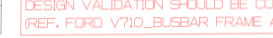 DESIGN VALIDATION SHOULD BE CO
(REF. FORD V710_BUSBAR FRAME A